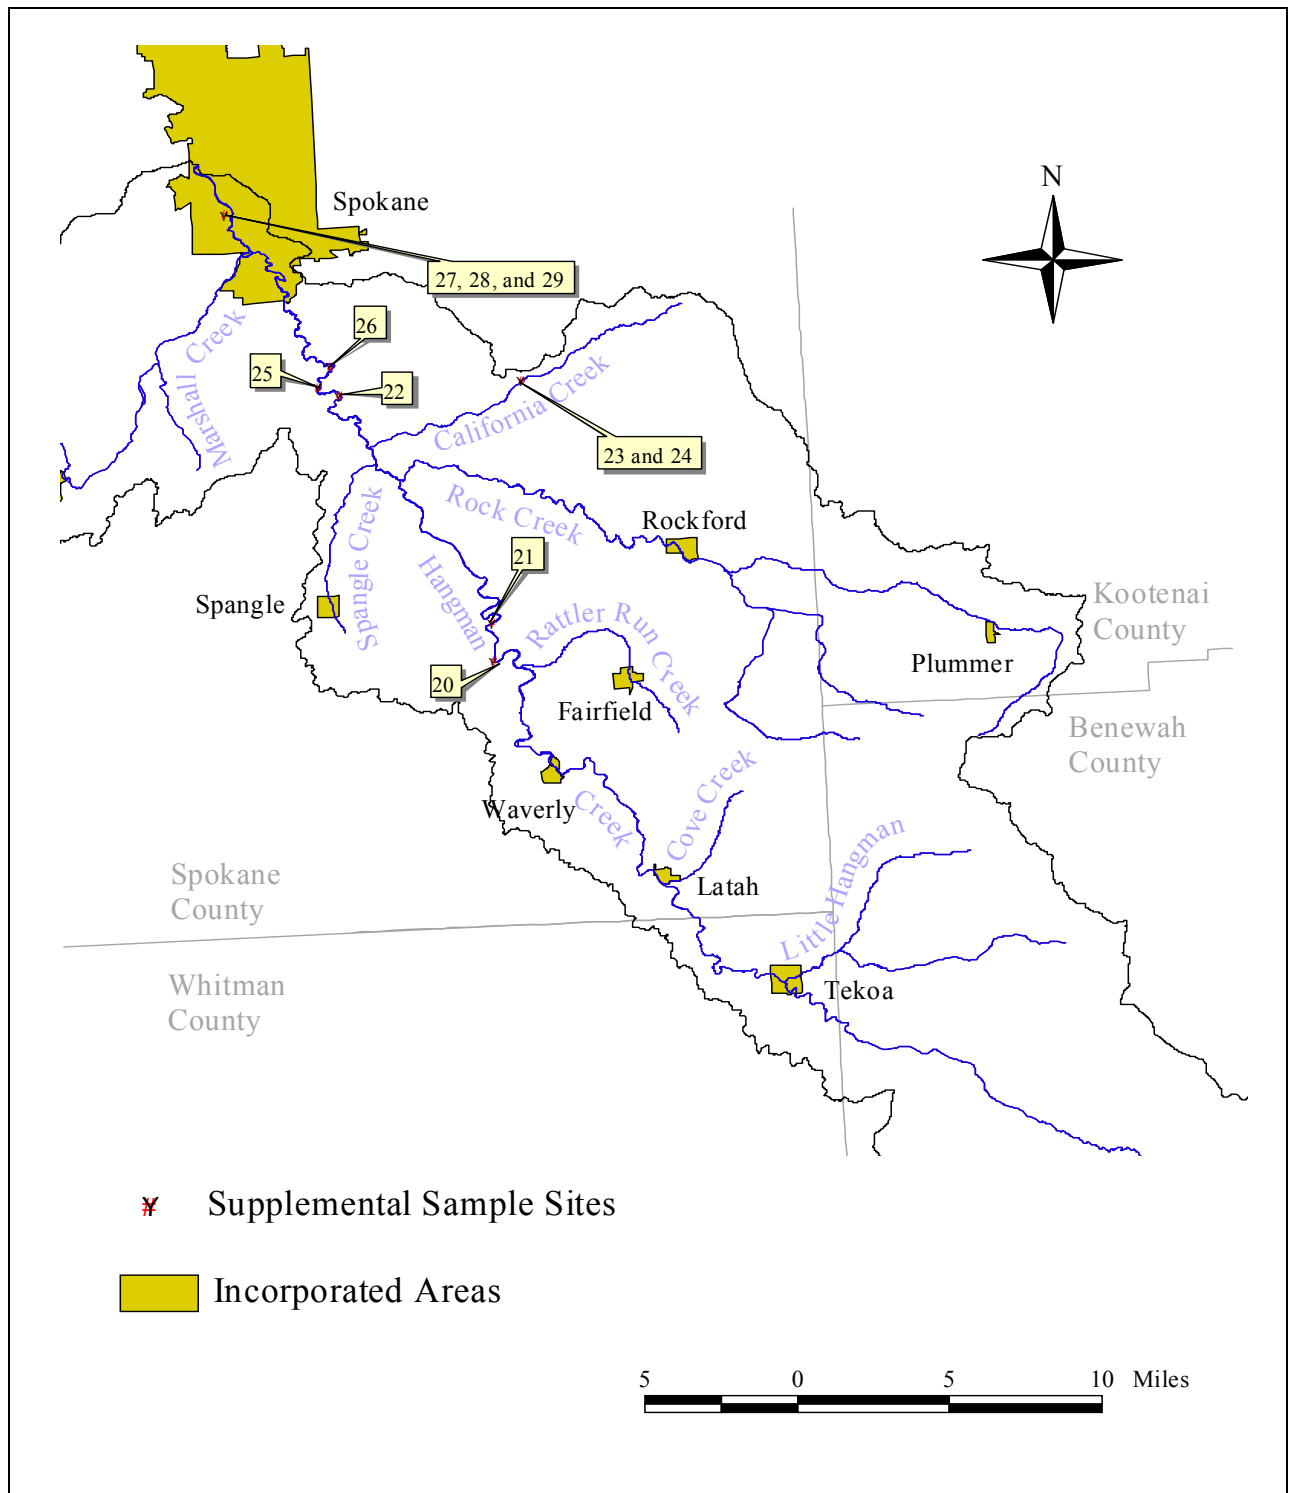 N
Spokane
27, 28, and 29
26
25
22
Marshall Creek
California Creek
23 and 24
Rock Creek
Rockford
21
Spangle Creek
Hangman
Spangle
Rattler Run Creek
Kootenai
County
Plummer
20
Fairfield
Benewah
County
Waverly
Creek
Cove Creek
Latah
Little Hangman
Spokane
County
Whitman
County
Tekoa
Supplemental Sample Sites
Incorporated Areas
5 0 5 10 Miles